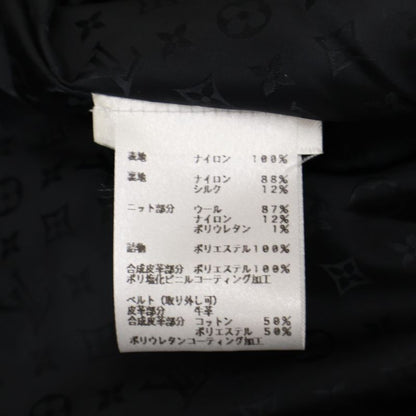 表地 ナイロン 100%
裏地 ナイロン 88%
シルク 12%
ニット部分 ウール 87%
ナイロン 12%
ポリウレタン 1%
詰物 ポリエステル100%
合成皮革部分 ポリエステル100%
ポリ塩化ビニルコーティング加工
ベルト(取り外し可)
皮革部分 牛革
合成皮革部分 コットン 50%
ポリエステル 50%
ポリウレタンコーティング加工